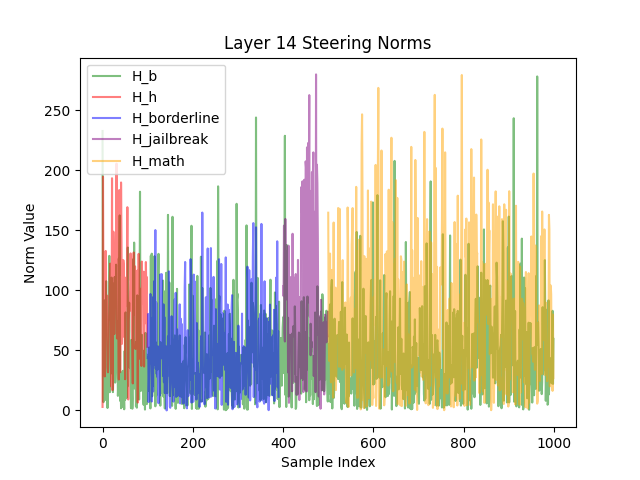 Layer 14 Steering Norms
H_b
H_h
H_borderline
H_jailbreak
H_math
Norm Value
250
200
150
100
50
0
0 200 400 600 800 1000
Sample Index